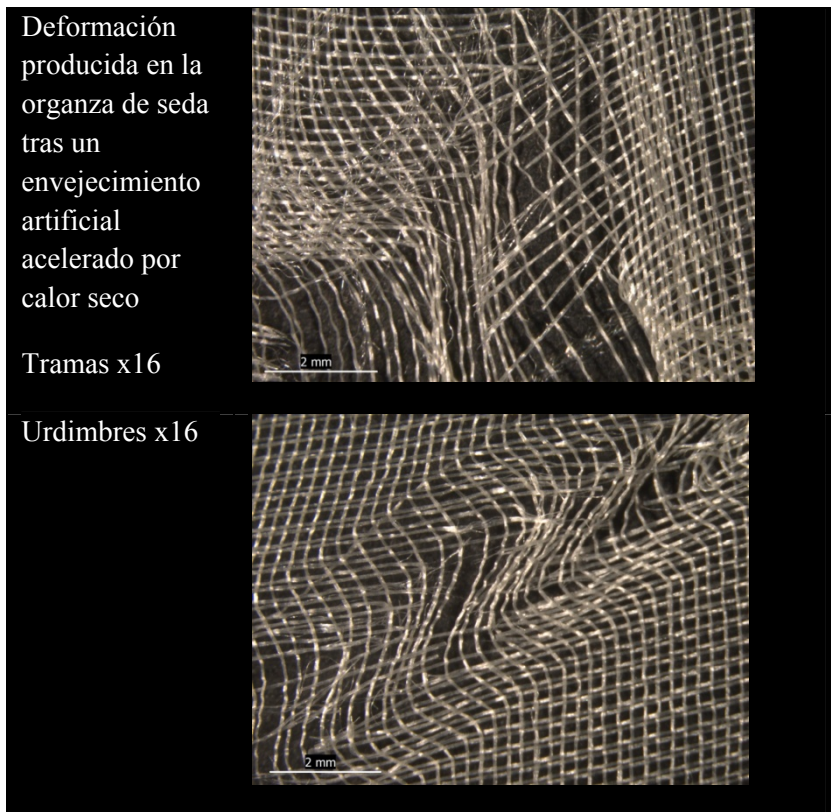 Deformación
producida en la
organza de seda
tras un
envejecimiento
artificial
acelerado por
calor seco
Tramas x16
2 mm
Urdimbres x16
2 mm